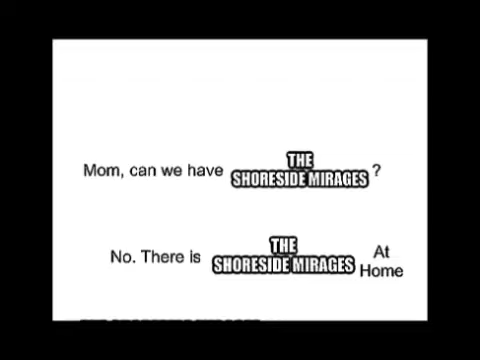 Mom, can we have THE SHORESIDE MIRAGES ?
No. There is THE SHORESIDE MIRAGES At Home